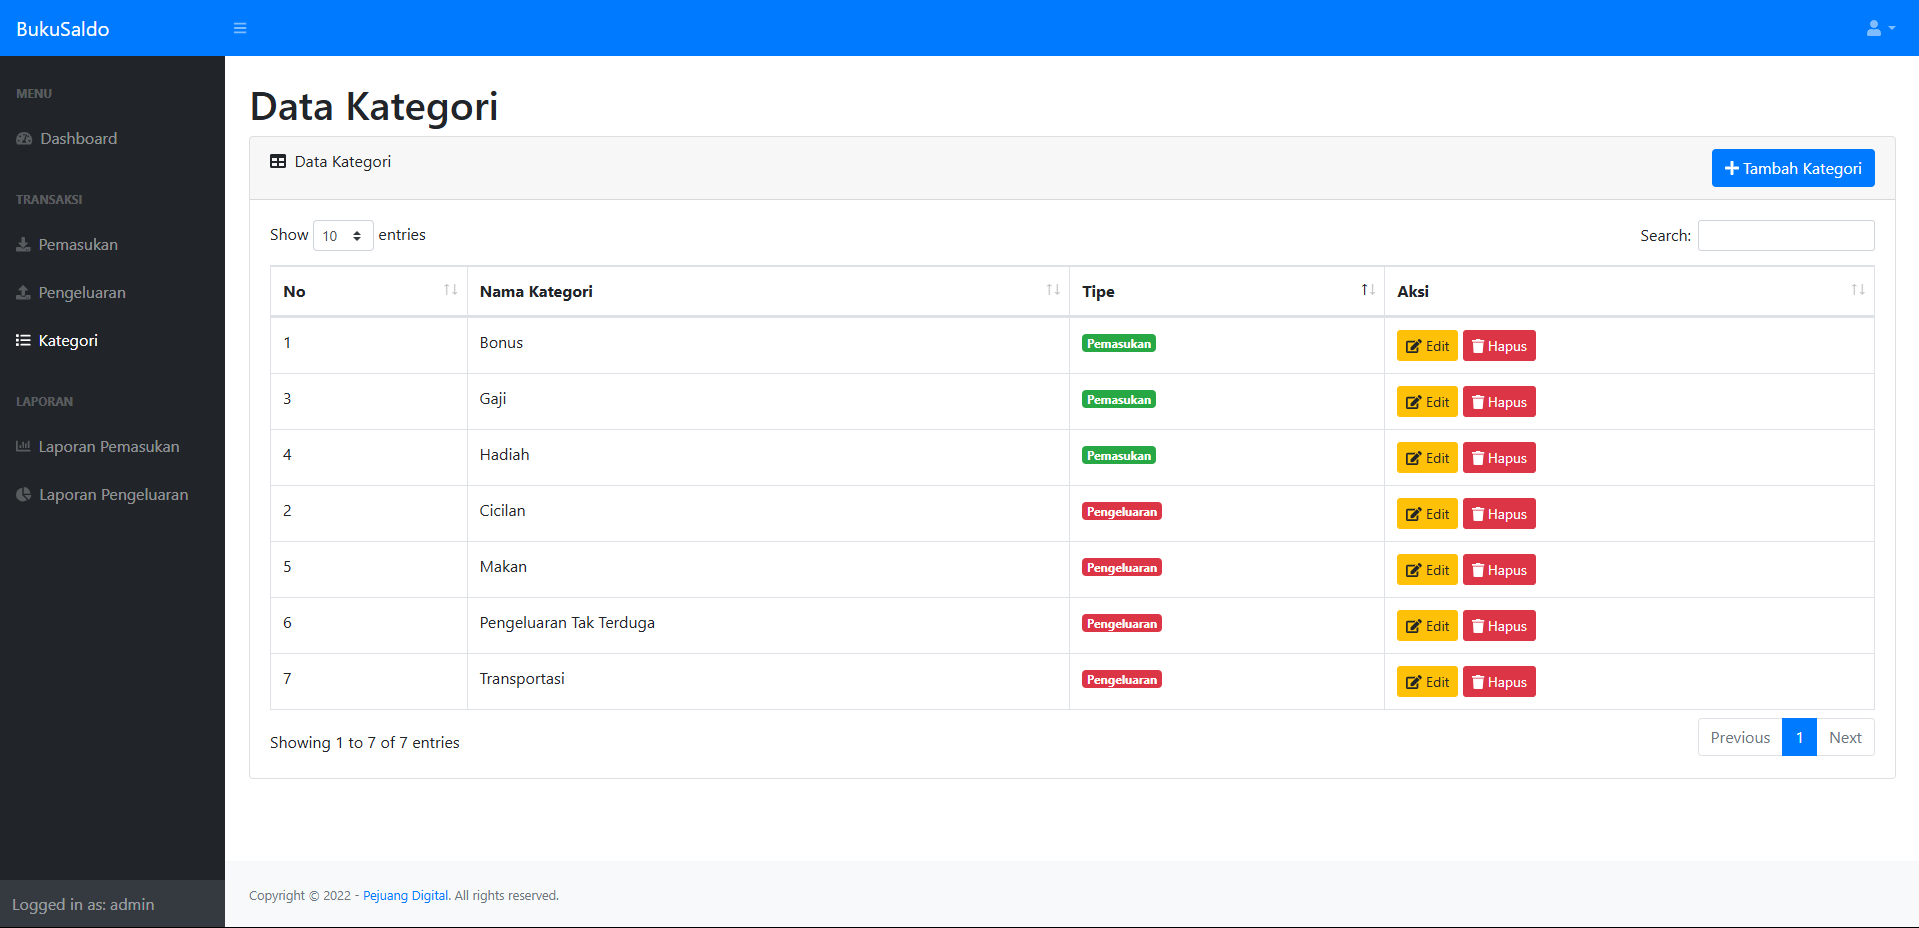 BukuSaldo
MENU
Dashboard
TRANSAKSI
Pemasukan
Pengeluaran
Kategori
LAPORAN
Laporan Pemasukan
Laporan Pengeluaran
Logged in as: admin
Data Kategori
Data Kategori
Tambah Kategori
Show 10 entries
Search:
No Nama Kategori Tipe Aksi
1 Bonus Pemasukan Edit Hapus
3 Gaji Pemasukan Edit Hapus
4 Hadiah Pemasukan Edit Hapus
2 Cicilan Pengeluaran Edit Hapus
5 Makan Pengeluaran Edit Hapus
6 Pengeluaran Tak Terduga Pengeluaran Edit Hapus
7 Transportasi Pengeluaran Edit Hapus
Showing 1 to 7 of 7 entries
Previous 1 Next
Copyright © 2022 - Pejuang Digital. All rights reserved.